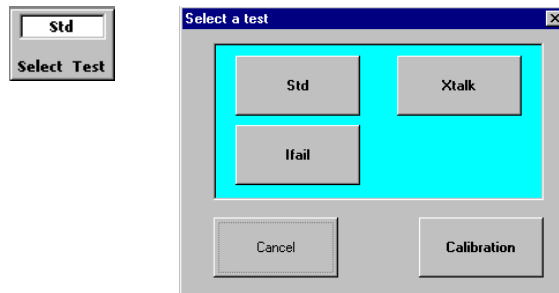 Std
Select Test
Select a test
Std
Xtalk
Ifail
Cancel
Calibration